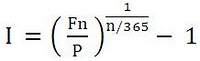 I = (Fn/P)^(1/(n/365)) − 1